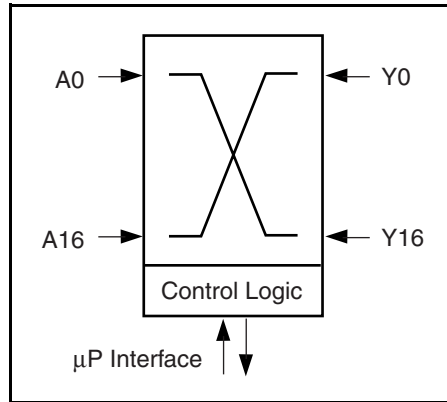 A0
Y0
A16
Y16
Control Logic
μP Interface